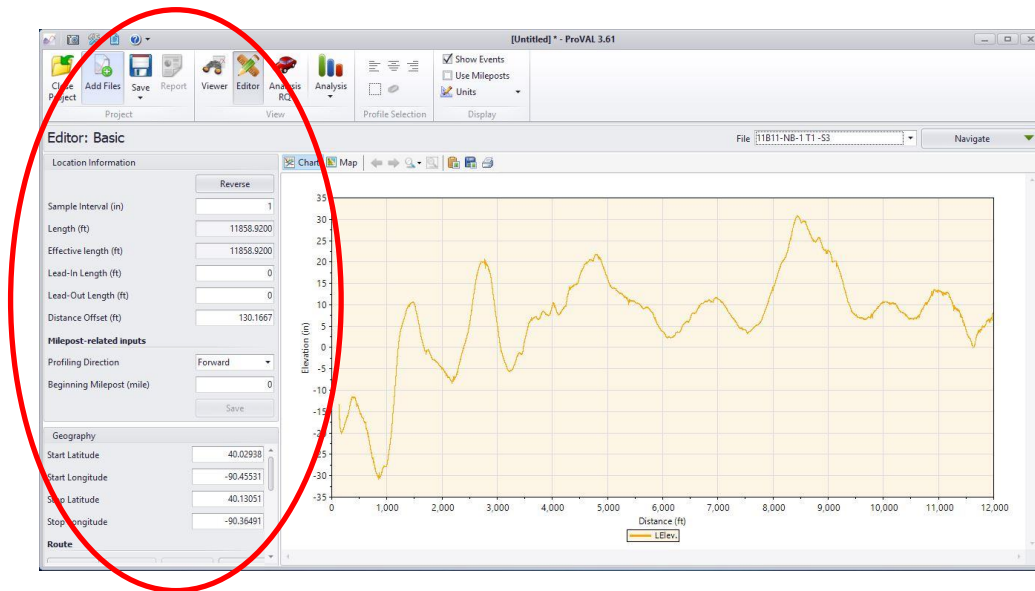 [Untitled] * - ProVAL 3.61
Close Project
Add Files
Save
Report
Viewer
Editor
Analysis
Analysis
Show Events
Use Mileposts
Units
Project
View
Profile Selection
Display
Editor: Basic
File 11B11-NB-1 T1 -S3
Navigate
Location Information
Chart
Map
Reverse
Sample Interval (in) 1
Length (ft) 11858.9200
Effective length (ft) 11858.9200
Lead-In Length (ft) 0
Lead-Out Length (ft) 0
Distance Offset (ft) 130.1667
Milepost-related inputs
Profiling Direction Forward
Beginning Milepost (mile) 0
Save
Geography
Start Latitude 40.02938
Start Longitude -90.45531
Stop Latitude 40.13051
Stop Longitude -90.36491
Route
Elevation (in)
35
30
25
20
15
10
5
0
-5
-10
-15
-20
-25
-30
-35
0 1,000 2,000 3,000 4,000 5,000 6,000 7,000 8,000 9,000 10,000 11,000 12,000
Distance (ft)
LElev.